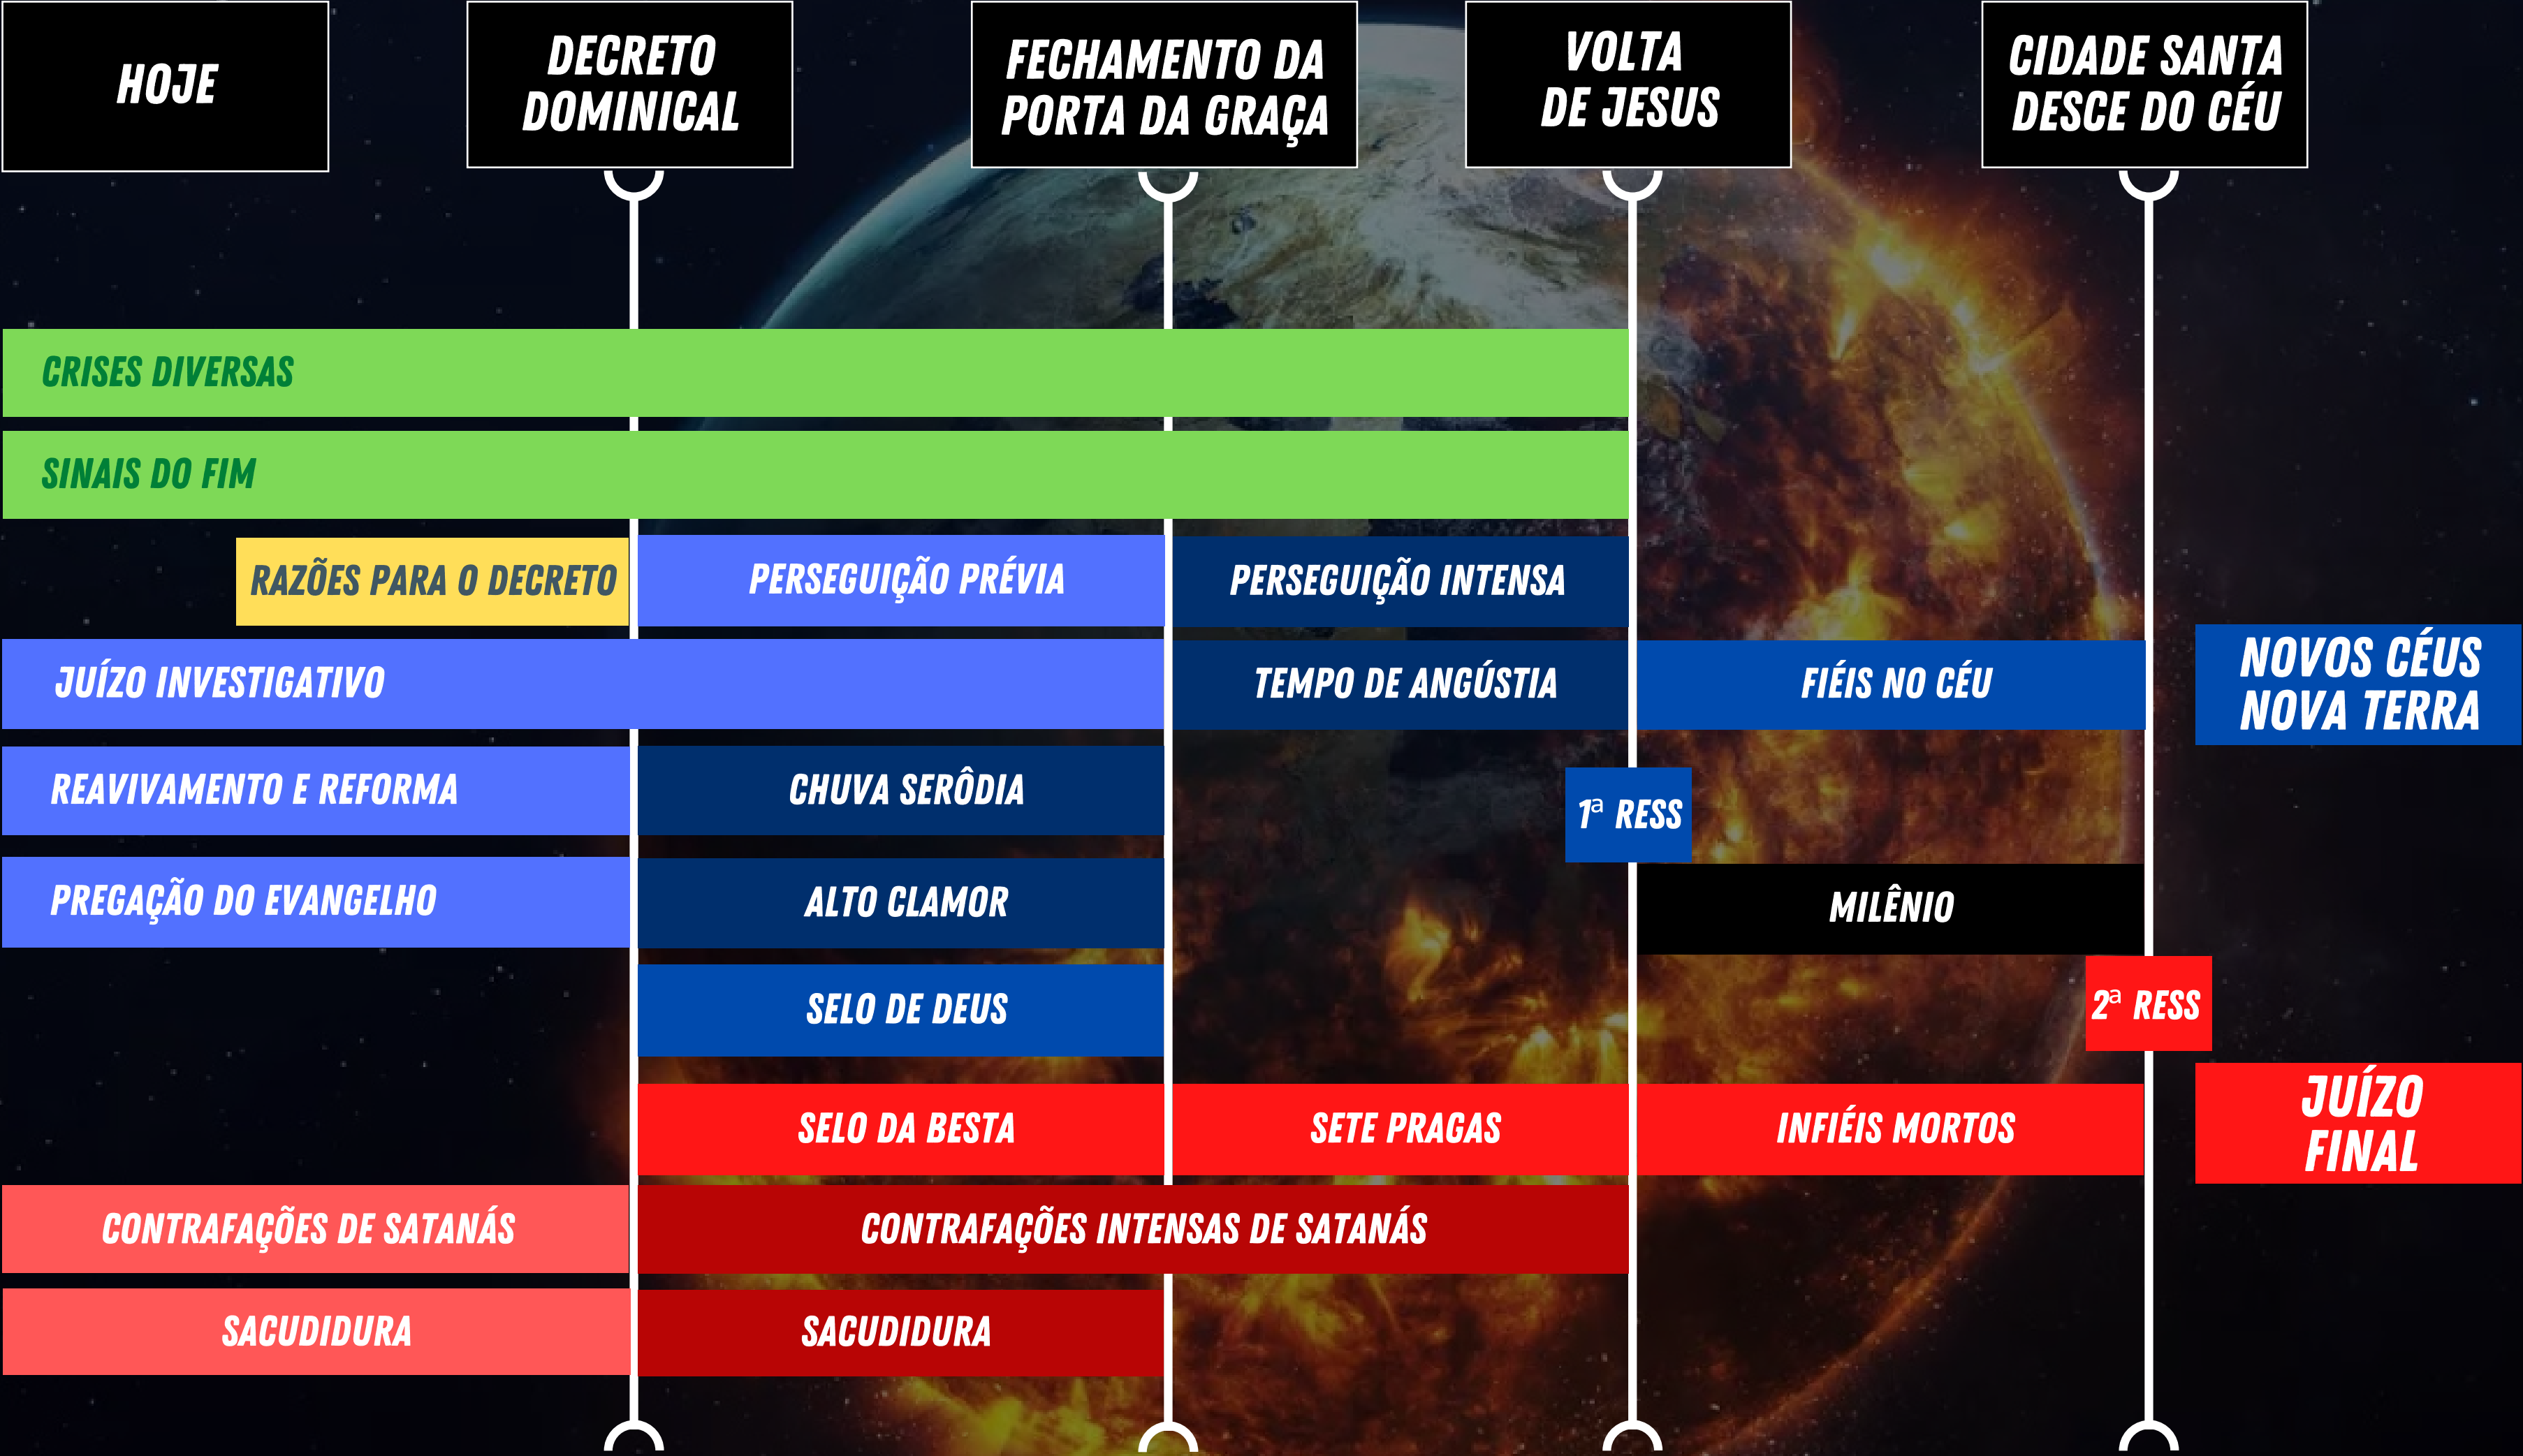 HOJE
DECRETO
DOMINICAL
FECHAMENTO DA
PORTA DA GRAÇA
VOLTA
DE JESUS
CIDADE SANTA
DESCE DO CÉU
CRISES DIVERSAS
SINAIS DO FIM
RAZÕES PARA O DECRETO
PERSEGUIÇÃO PRÉVIA
PERSEGUIÇÃO INTENSA
JUÍZO INVESTIGATIVO
TEMPO DE ANGÚSTIA
FIÉIS NO CÉU
NOVOS CÉUS
NOVA TERRA
REAVIVAMENTO E REFORMA
CHUVA SERÔDIA
1ª RESS
PREGAÇÃO DO EVANGELHO
ALTO CLAMOR
MILÊNIO
SELO DE DEUS
2ª RESS
SELO DA BESTA
SETE PRAGAS
INFIÉIS MORTOS
JUÍZO
FINAL
CONTRAFAÇÕES DE SATANÁS
CONTRAFAÇÕES INTENSAS DE SATANÁS
SACUDIDURA
SACUDIDURA